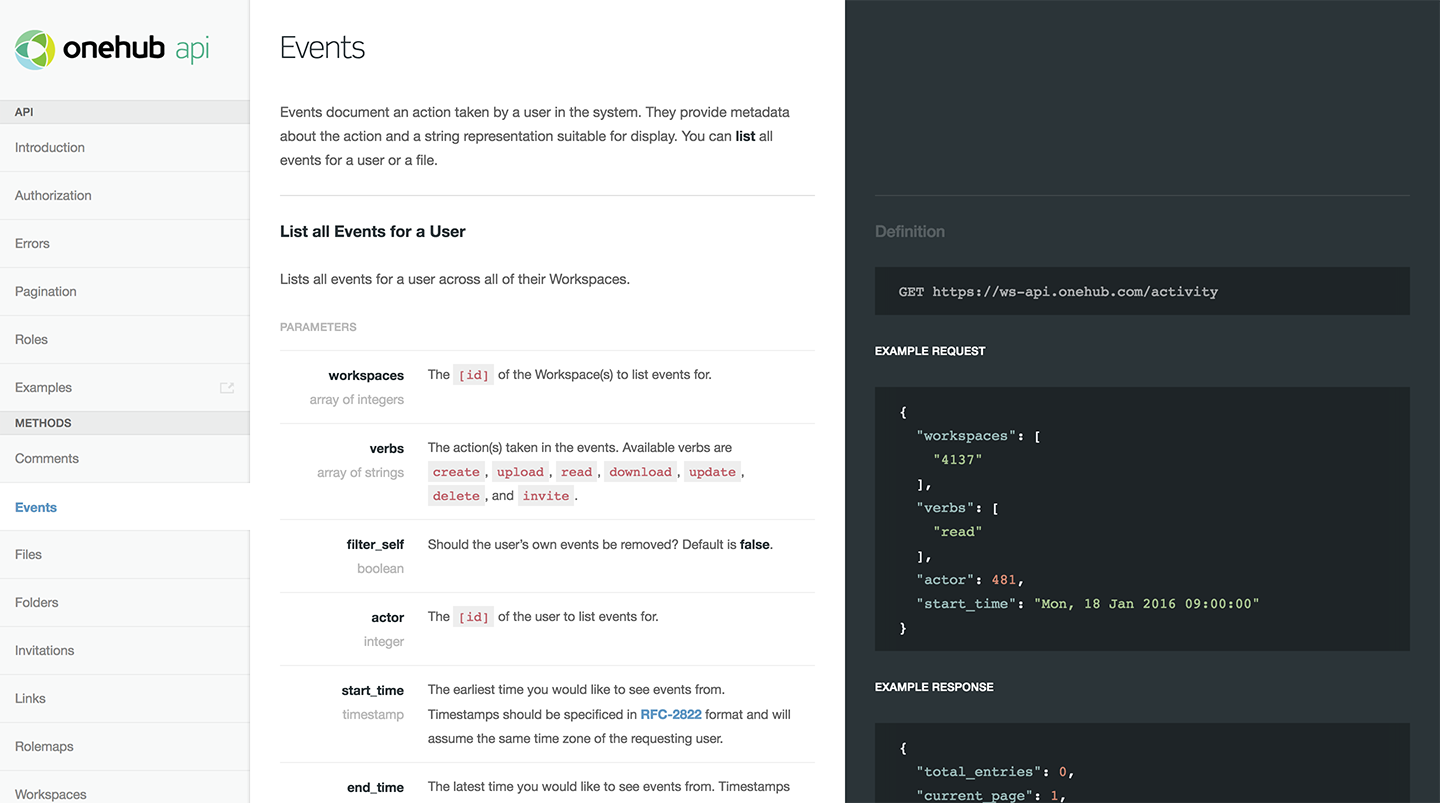 onehub api
API
Introduction
Authorization
Errors
Pagination
Roles
Examples
METHODS
Comments
Events
Files
Folders
Invitations
Links
Rolemaps
Workspaces
Events
Events document an action taken by a user in the system. They provide metadata
about the action and a string representation suitable for display. You can list all
events for a user or a file.
List all Events for a User
Lists all events for a user across all of their Workspaces.
PARAMETERS
workspaces
array of integers
The [id] of the Workspace(s) to list events for.
verbs
array of strings
The action(s) taken in the events. Available verbs are
create, upload, read, download, update,
delete, and invite.
filter_self
boolean
Should the user’s own events be removed? Default is false.
actor
integer
The [id] of the user to list events for.
start_time
timestamp
The earliest time you would like to see events from.
Timestamps should be specificed in RFC-2822 format and will
assume the same time zone of the requesting user.
end_time
The latest time you would like to see events from. Timestamps
Definition
GET https://ws-api.onehub.com/activity
EXAMPLE REQUEST
{
"workspaces": [
"4137"
],
"verbs": [
"read"
],
"actor": 481,
"start_time": "Mon, 18 Jan 2016 09:00:00"
}
EXAMPLE RESPONSE
{
"total_entries": 0,
"current_page": 1,